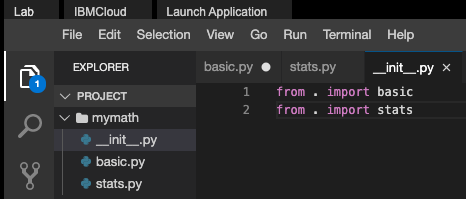 Lab IBMCloud Launch Application
File Edit Selection View Go Run Terminal Help
EXPLORER
basic.py stats.py __init__.py
PROJECT
mymath
__init__.py
basic.py
stats.py
1
1 from . import basic
2 from . import stats